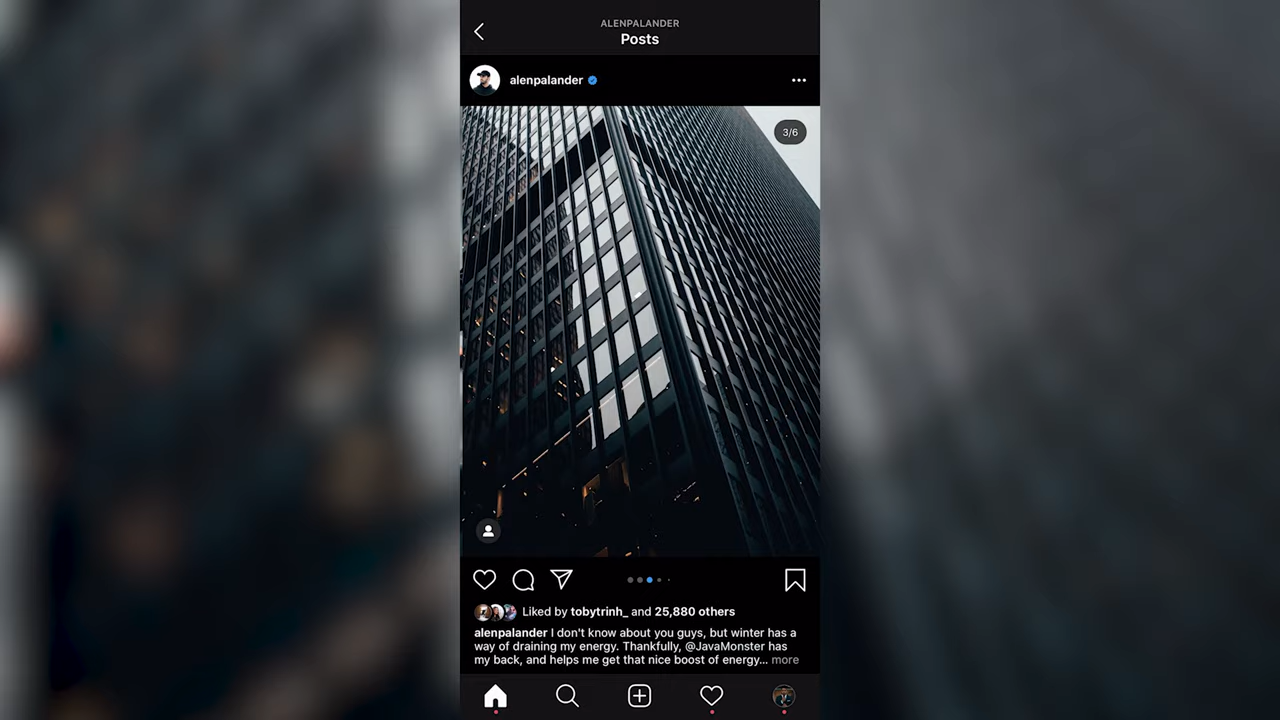 ALENPALANDER
Posts
alenpalander
3/6
Liked by tobytrinh_ and 25,880 others
alenpalander I don't know about you guys, but winter has a
way of draining my energy. Thankfully, @JavaMonster has
my back, and helps me get that nice boost of energy... more